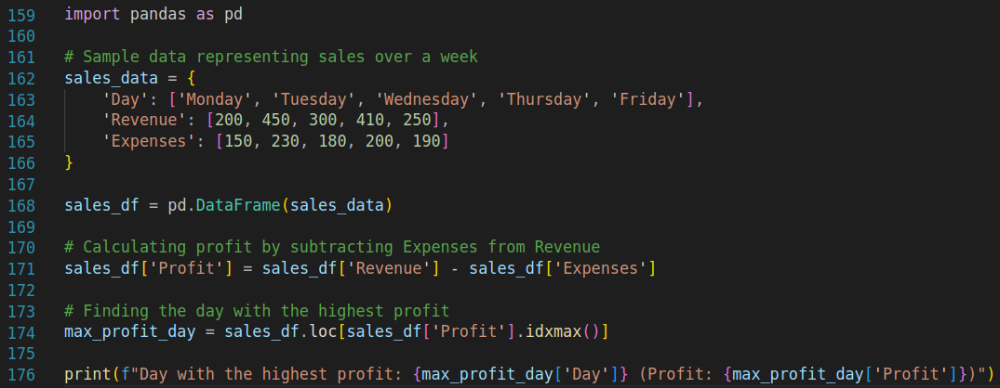 159 import pandas as pd
160
161 # Sample data representing sales over a week
162 sales_data = {
163     'Day': ['Monday', 'Tuesday', 'Wednesday', 'Thursday', 'Friday'],
164     'Revenue': [200, 450, 300, 410, 250],
165     'Expenses': [150, 230, 180, 200, 190]
166 }
167
168 sales_df = pd.DataFrame(sales_data)
169
170 # Calculating profit by subtracting Expenses from Revenue
171 sales_df['Profit'] = sales_df['Revenue'] - sales_df['Expenses']
172
173 # Finding the day with the highest profit
174 max_profit_day = sales_df.loc[sales_df['Profit'].idxmax()]
175
176 print(f"Day with the highest profit: {max_profit_day['Day']} (Profit: {max_profit_day['Profit']})")